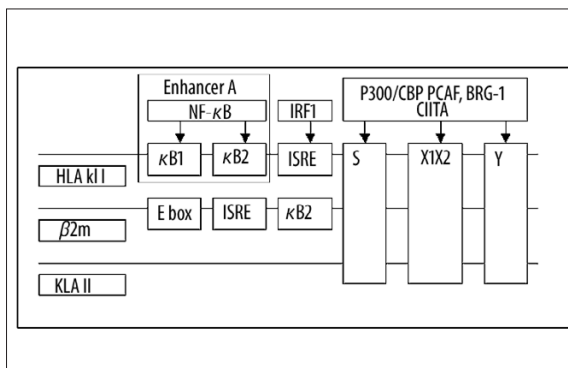 Enhancer A
NF-κB
IRF1
P300/CBP PCAF, BRG-1
CIITA
κB1
κB2
ISRE
S
X1X2
Y
HLA kl I
E box
ISRE
κB2
β2m
KLA II